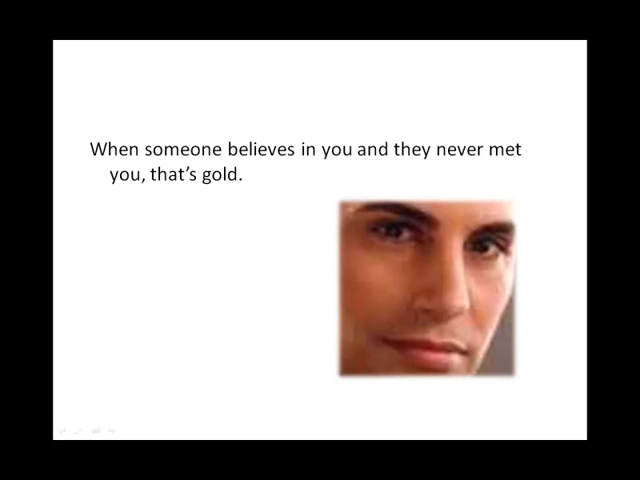 When someone believes in you and they never met
you, that’s gold.